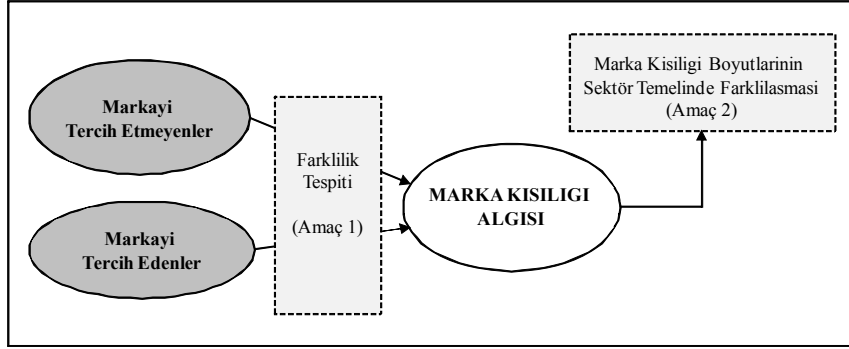 Markayi
Tercih Etmeyenler
Markayi
Tercih Edenler
Farklilik
Tespiti
(Amaç 1)
MARKA KISILIGI
ALGISI
Marka Kisiligi Boyutlarinin
Sektör Temelinde Farklilasmasi
(Amaç 2)